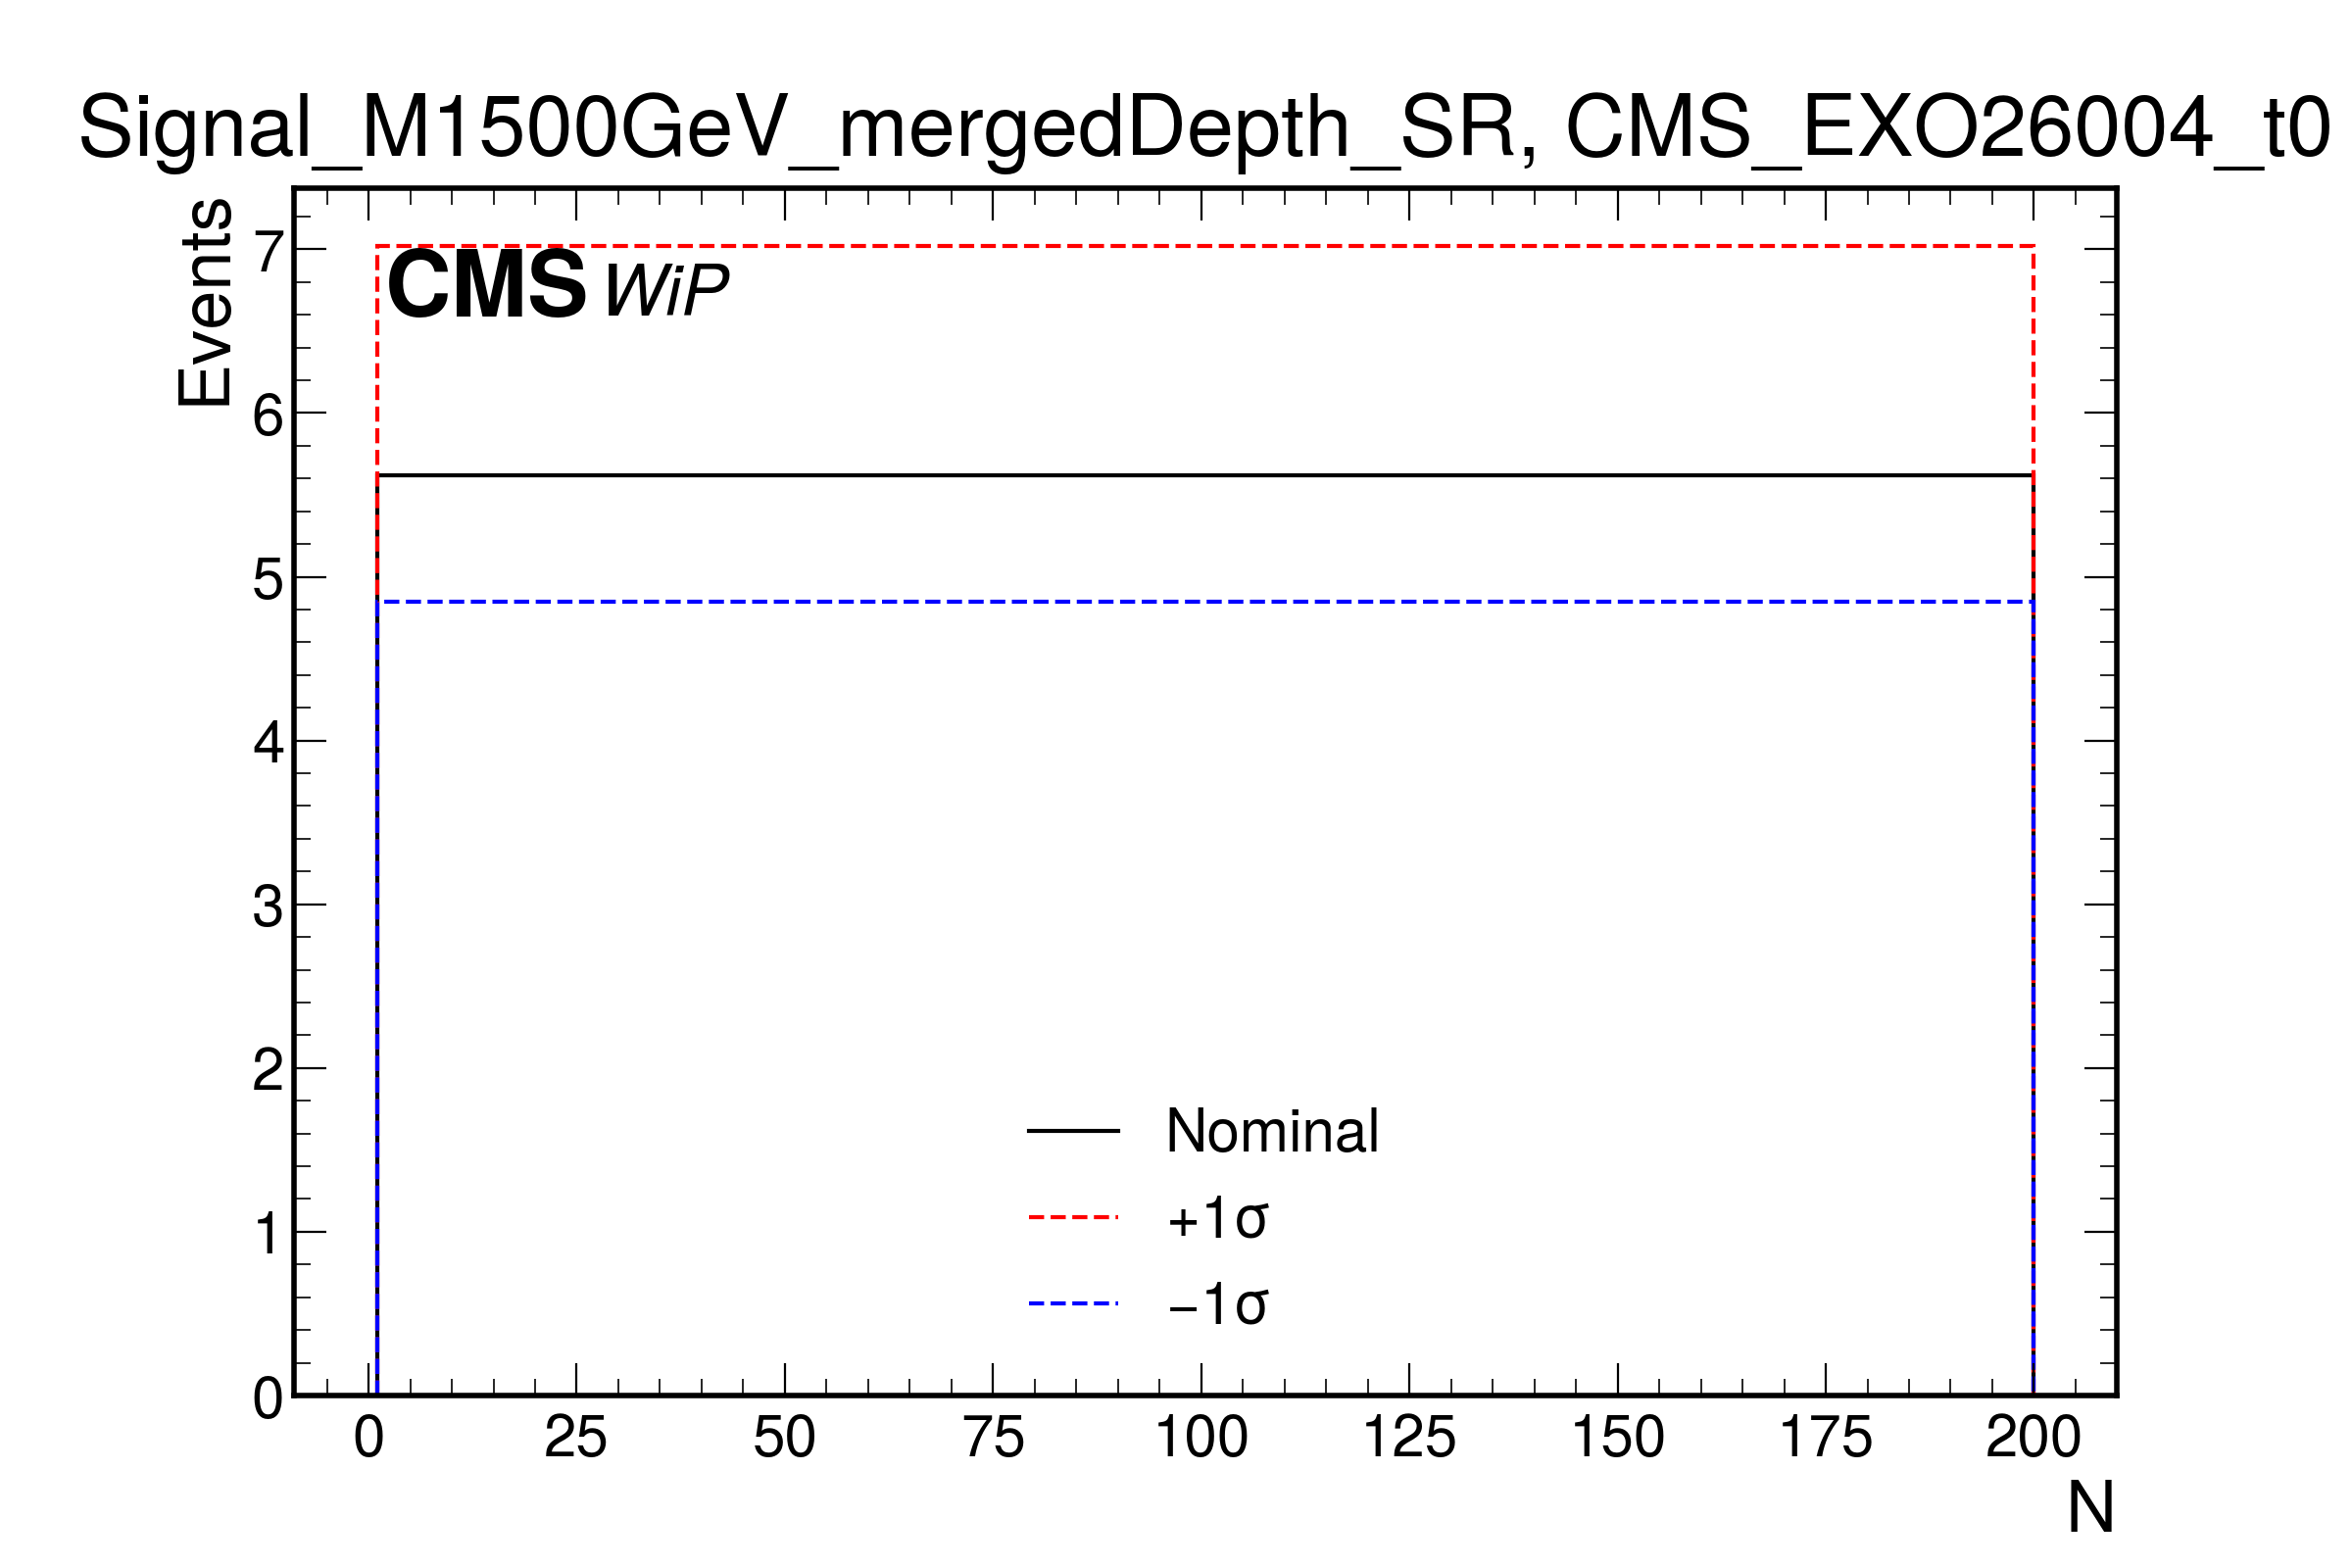 Signal_M1500GeV_mergedDepth_SR, CMS_EXO26004_t0
Events
CMS WiP
7
6
5
4
3
2
1
0
Nominal
+1σ
−1σ
0 25 50 75 100 125 150 175 200
N